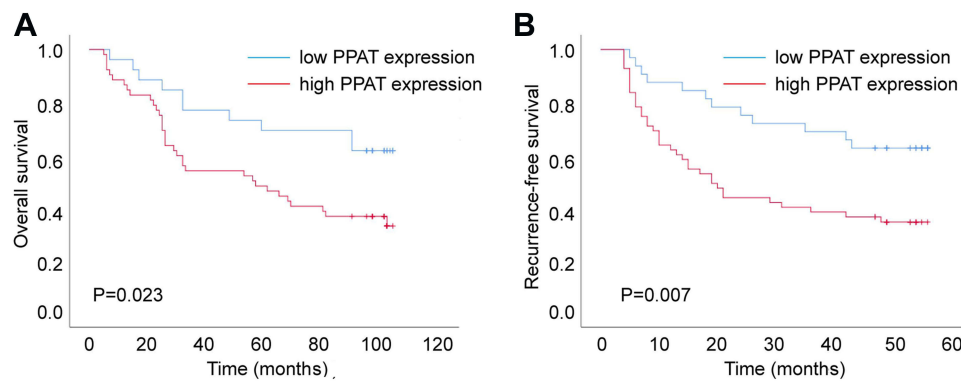 A
B
1.0
0.8
0.6
0.4
0.2
0.0
Overall survival
low PPAT expression
high PPAT expression
P=0.023
0 20 40 60 80 100 120
Time (months)
1.0
0.8
0.6
0.4
0.2
0.0
Recurrence-free survival
low PPAT expression
high PPAT expression
P=0.007
0 10 20 30 40 50 60
Time (months)